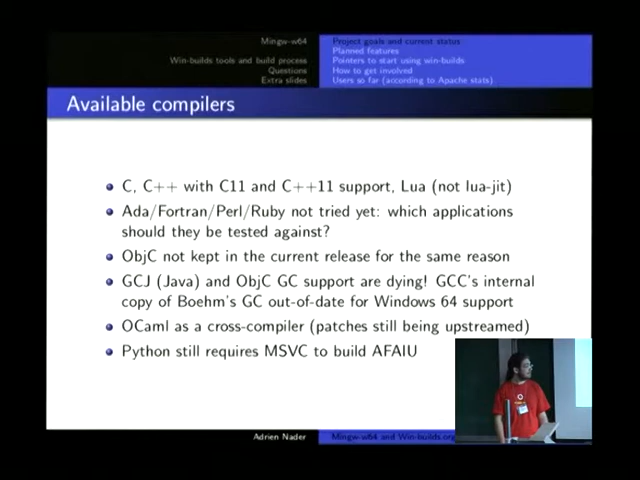 Mingw-w64
Win-builds tools and build process
Questions
Extra slides
Project goals and current status
Planned features
Pointers to start using win-builds
How to get involved
Users so far (according to Apache stats)
Available compilers
C, C++ with C11 and C++11 support, Lua (not lua-jit)
Ada/Fortran/Perl/Ruby not tried yet: which applications
should they be tested against?
ObjC not kept in the current release for the same reason
GCJ (Java) and ObjC GC support are dying! GCC's internal
copy of Boehm's GC out-of-date for Windows 64 support
OCaml as a cross-compiler (patches still being upstreamed)
Python still requires MSVC to build AFAIU
Adrien Nader
Mingw-w64 and Win-builds.org